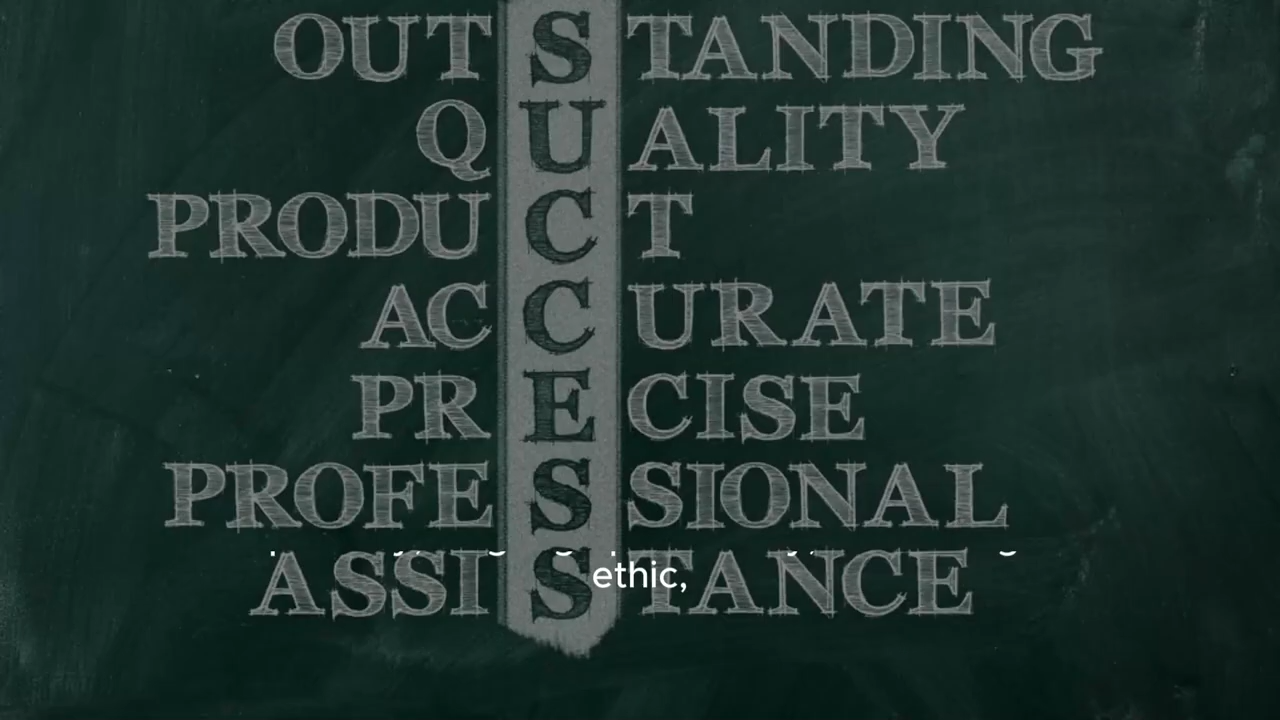 OUTSTANDING
QUALITY
PRODUCT
ACCURATE
PRECISE
PROFESSIONAL
ASSISTANCE
ethic,